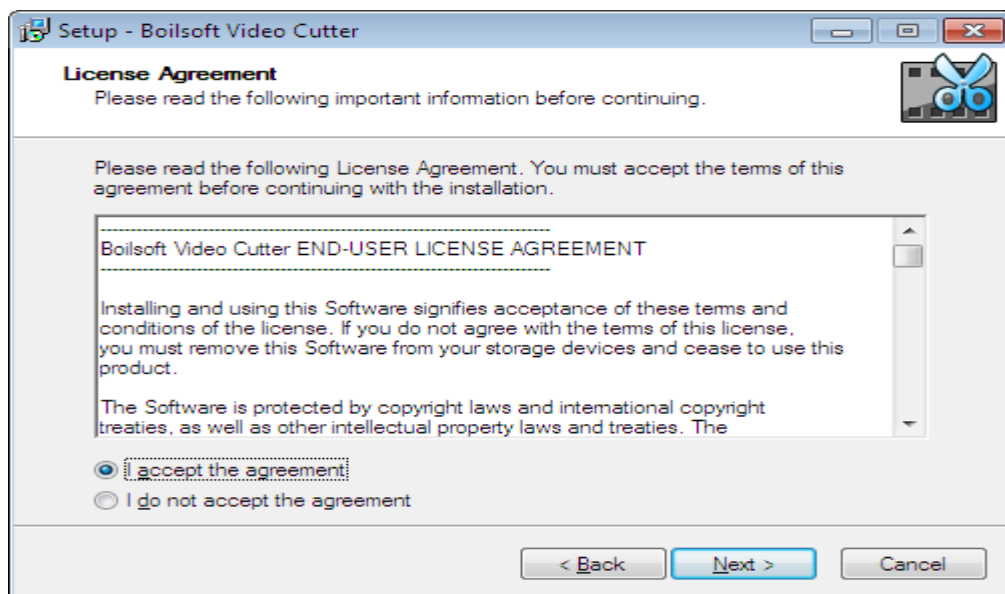 Setup - Boilsoft Video Cutter
License Agreement
Please read the following important information before continuing.
Please read the following License Agreement. You must accept the terms of this
agreement before continuing with the installation.
---------------------------------------------------------------------------
Boilsoft Video Cutter END-USER LICENSE AGREEMENT
---------------------------------------------------------------------------
Installing and using this Software signifies acceptance of these terms and
conditions of the license. If you do not agree with the terms of this license,
you must remove this Software from your storage devices and cease to use this
product.
The Software is protected by copyright laws and international copyright
treaties, as well as other intellectual property laws and treaties. The
I accept the agreement
I do not accept the agreement
< Back
Next >
Cancel